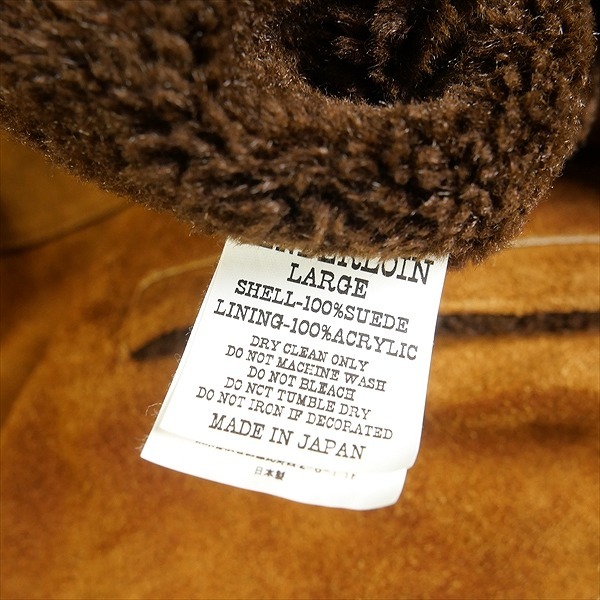 TENDERLOIN
LARGE
SHELL-100%SUEDE
LINING-100%ACRYLIC
DRY CLEAN ONLY
DO NOT MACHINE WASH
DO NOT BLEACH
DO NCT TUMBLE DRY
DO NOT IRON IF DECORATED
MADE IN JAPAN
日本製